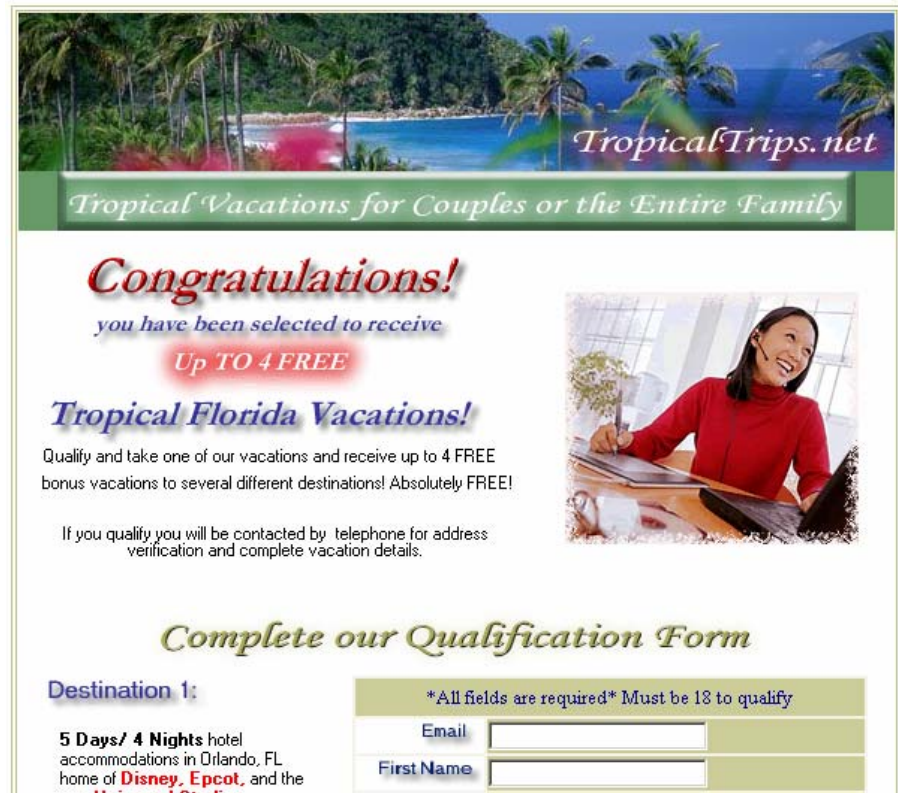 TropicalTrips.net
Tropical Vacations for Couples or the Entire Family
Congratulations!
you have been selected to receive
Up TO 4 FREE
Tropical Florida Vacations!
Qualify and take one of our vacations and receive up to 4 FREE
bonus vacations to several different destinations! Absolutely FREE!
If you qualify you will be contacted by telephone for address
verification and complete vacation details.
Complete our Qualification Form
Destination 1:
5 Days/ 4 Nights hotel
accommodations in Orlando, FL
home of Disney, Epcot, and the
*All fields are required* Must be 18 to qualify
Email
First Name